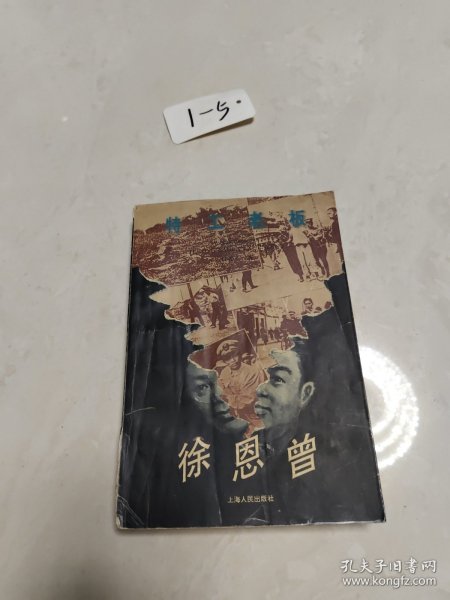 1-5.
特工老板
徐恩曾
上海人民出版社
孔夫子旧书网
www.kongfz.com